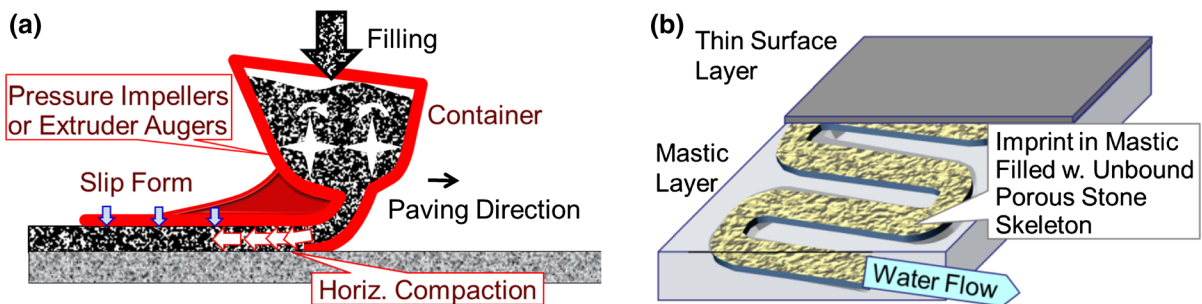 (a)
Filling
Pressure Impellers
or Extruder Augers
Container
Slip Form
Paving Direction
Horiz. Compaction
(b)
Thin Surface
Layer
Mastic
Layer
Imprint in Mastic
Filled w. Unbound
Porous Stone
Skeleton
Water Flow